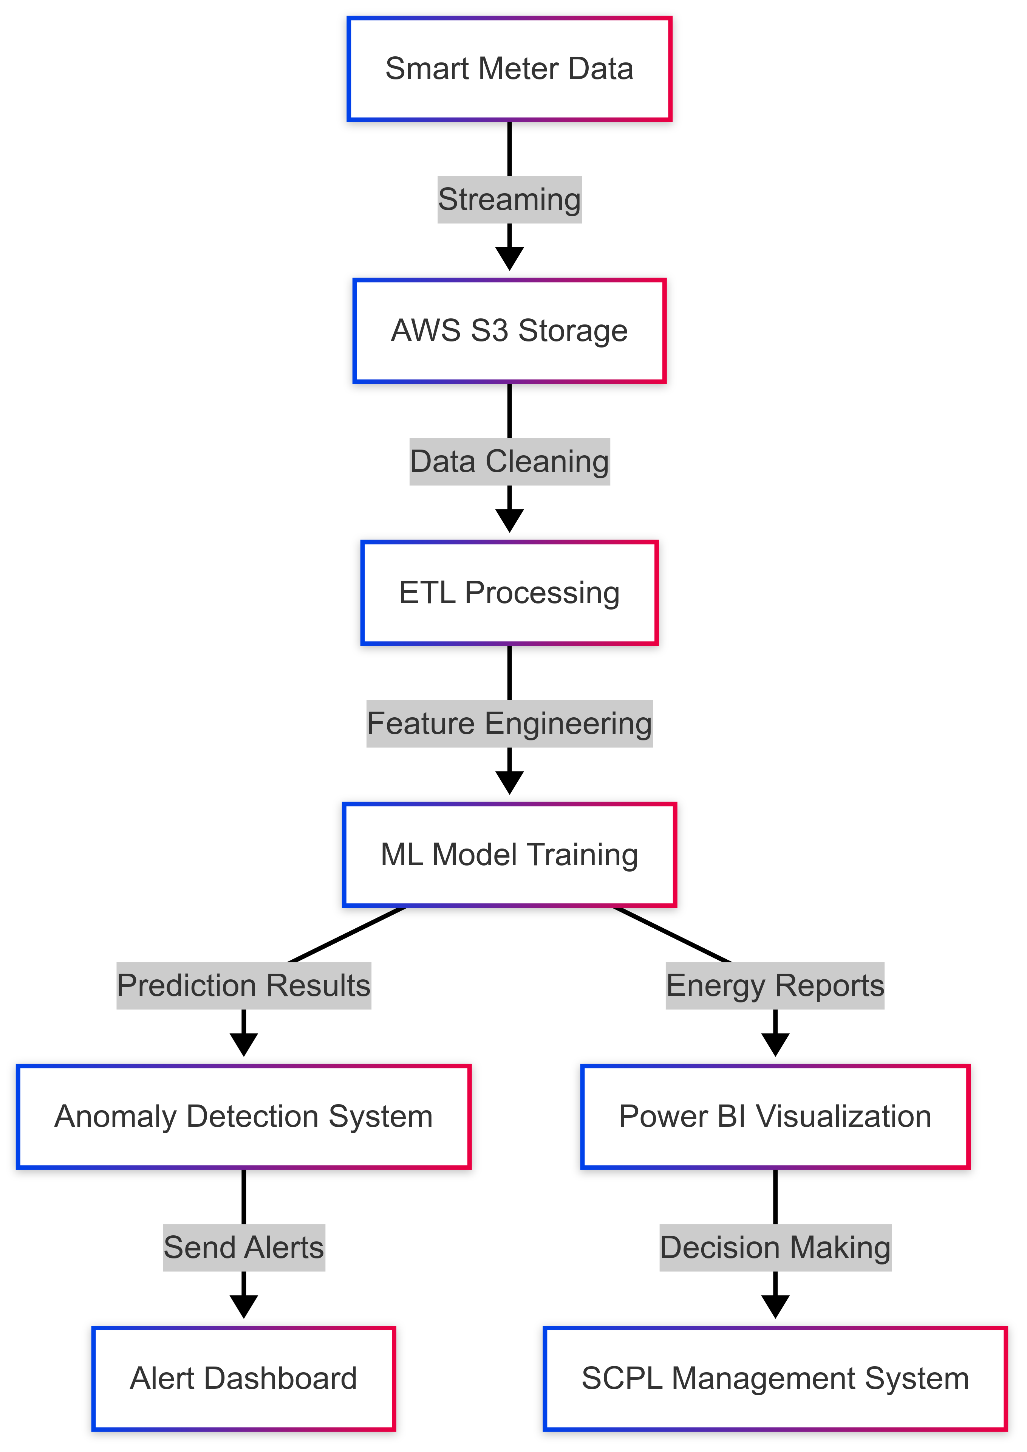 Smart Meter Data
Streaming
AWS S3 Storage
Data Cleaning
ETL Processing
Feature Engineering
ML Model Training
Prediction Results
Energy Reports
Anomaly Detection System
Power BI Visualization
Send Alerts
Decision Making
Alert Dashboard
SCPL Management System